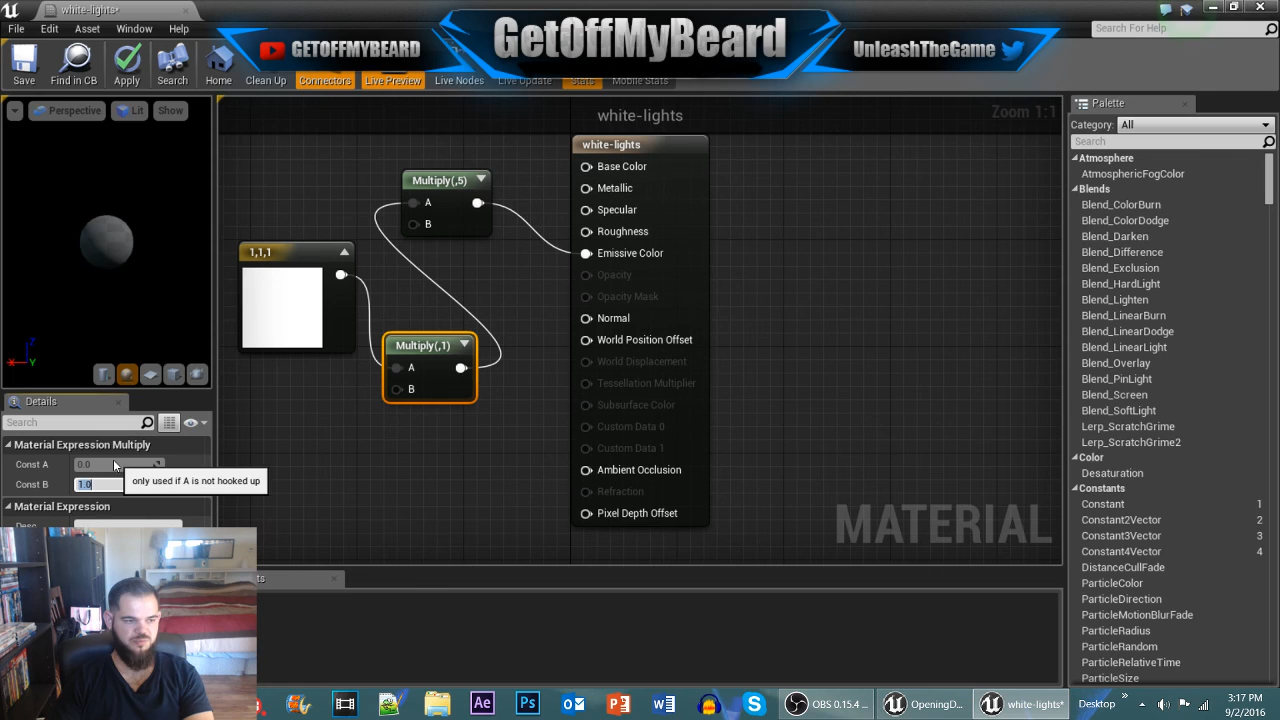 white-lights*
File Edit Asset Window Help
GETOFFMYBEARD
GetOffMyBeard
UnleashTheGame
Search For Help
Save
Find in CB
Apply
Search
Home
Clean Up
Connectors
Live Preview
Live Nodes
Live Update
Stats
Mobile Stats
Perspective
Lit
Show
Z
X
Y
white-lights
Zoom 1:1
Multiply(,5)
A
B
1,1,1
Multiply(,1)
A
B
white-lights
Base Color
Metallic
Specular
Roughness
Emissive Color
Opacity
Opacity Mask
Normal
World Position Offset
World Displacement
Tessellation Multiplier
Subsurface Color
Custom Data 0
Custom Data 1
Ambient Occlusion
Refraction
Pixel Depth Offset
MATERIAL
Details
Search
Material Expression Multiply
Const A 0.0
Const B 1.0
only used if A is not hooked up
Material Expression
Desc
Palette
Category: All
Search
Atmosphere
AtmosphericFogColor
Blends
Blend_ColorBurn
Blend_ColorDodge
Blend_Darken
Blend_Difference
Blend_Exclusion
Blend_HardLight
Blend_Lighten
Blend_LinearBurn
Blend_LinearDodge
Blend_LinearLight
Blend_Overlay
Blend_PinLight
Blend_Screen
Blend_SoftLight
Lerp_ScratchGrime
Lerp_ScratchGrime2
Color
Desaturation
Constants
Constant 1
Constant2Vector 2
Constant3Vector 3
Constant4Vector 4
DistanceCullFade
ParticleColor
ParticleDirection
ParticleMotionBlurFade
ParticleRadius
ParticleRandom
ParticleRelativeTime
ParticleSize
Ae
Ps
OBS 0.15.4 ...
OpeningD...
white-lights*
Desktop
3:17 PM
9/2/2016